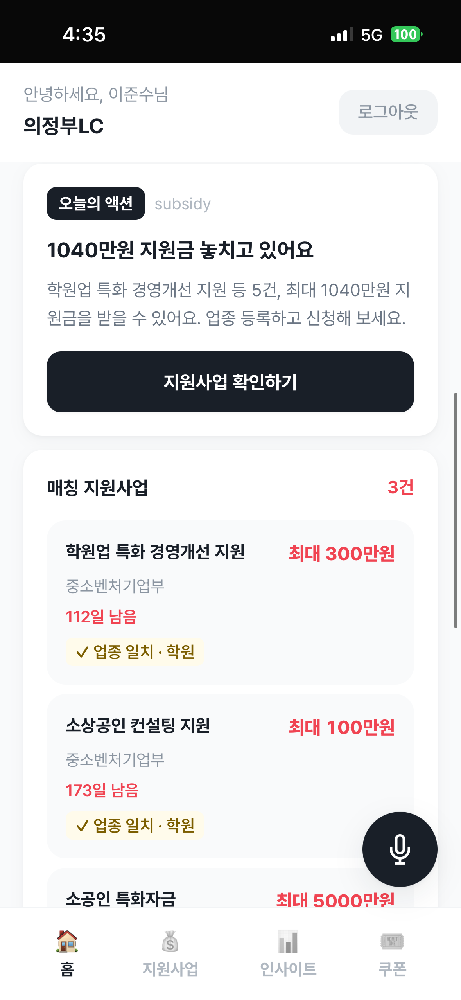 4:35
5G
100
안녕하세요, 이준수님
의정부LC
로그아웃
오늘의 액션
subsidy
1040만원 지원금 놓치고 있어요
학원업 특화 경영개선 지원 등 5건, 최대 1040만원 지
원금을 받을 수 있어요. 업종 등록하고 신청해 보세요.
지원사업 확인하기
매칭 지원사업
3건
학원업 특화 경영개선 지원
최대 300만원
중소벤처기업부
112일 남음
✓ 업종 일치 · 학원
소상공인 컨설팅 지원
최대 100만원
중소벤처기업부
173일 남음
✓ 업종 일치 · 학원
소공인 특화자금
최대 5000만원
ADMIT
ONE
홈
지원사업
인사이트
쿠폰